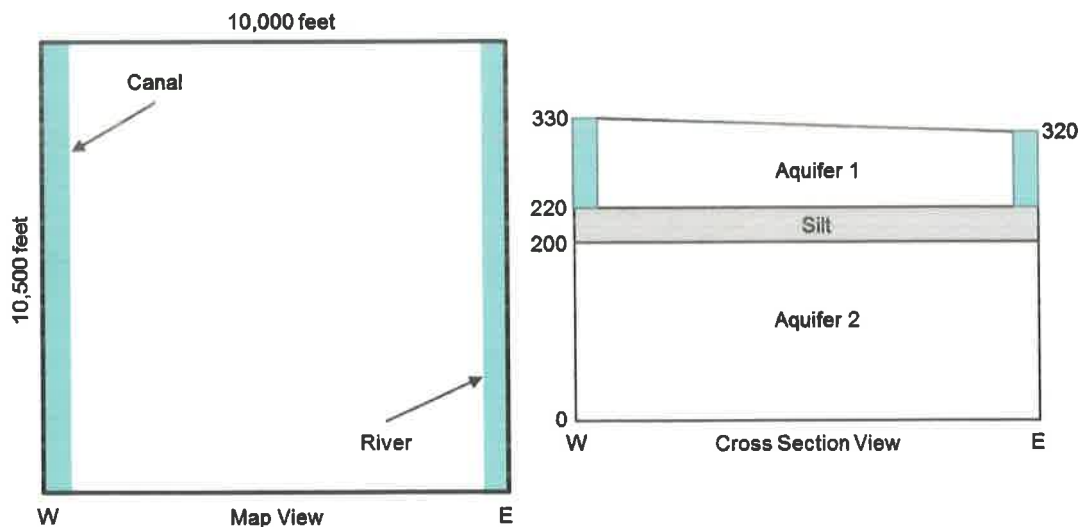 10,000 feet
Canal
10,500 feet
River
W Map View E
330
320
Aquifer 1
220
Silt
200
Aquifer 2
0
W Cross Section View E